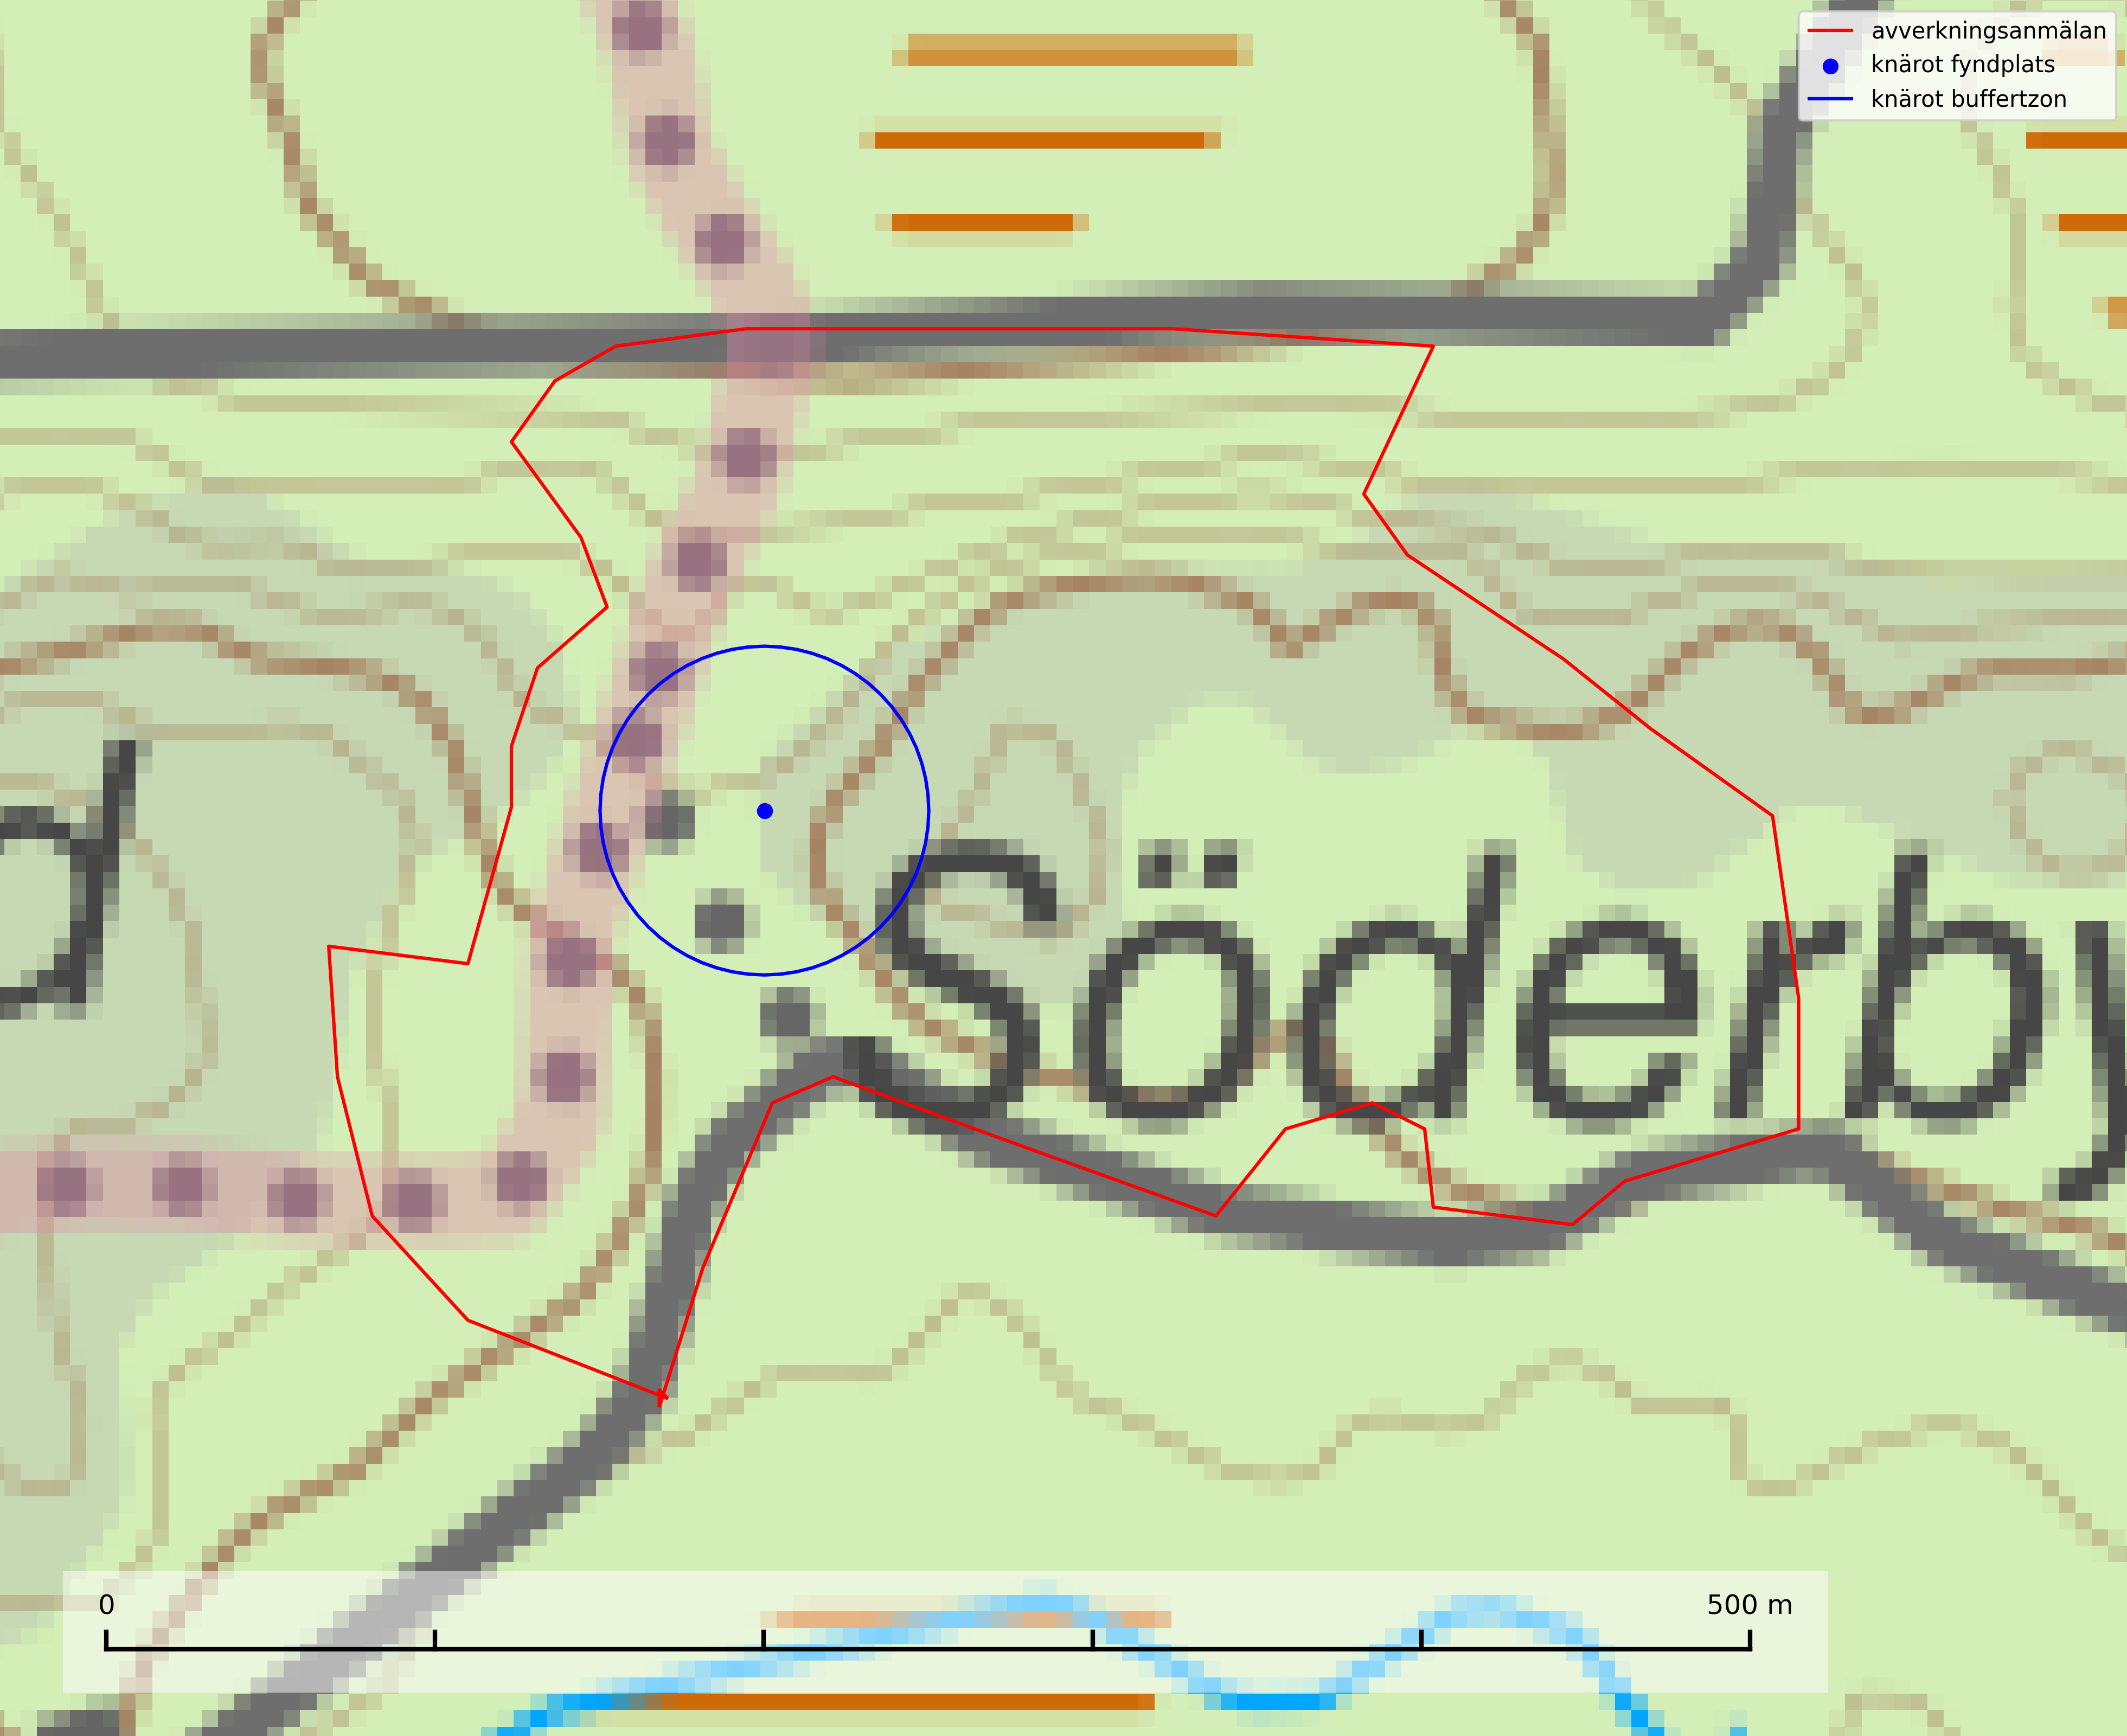 avverkningsanmälan
knärot fyndplats
knärot buffertzon
Söderby
0 500 m